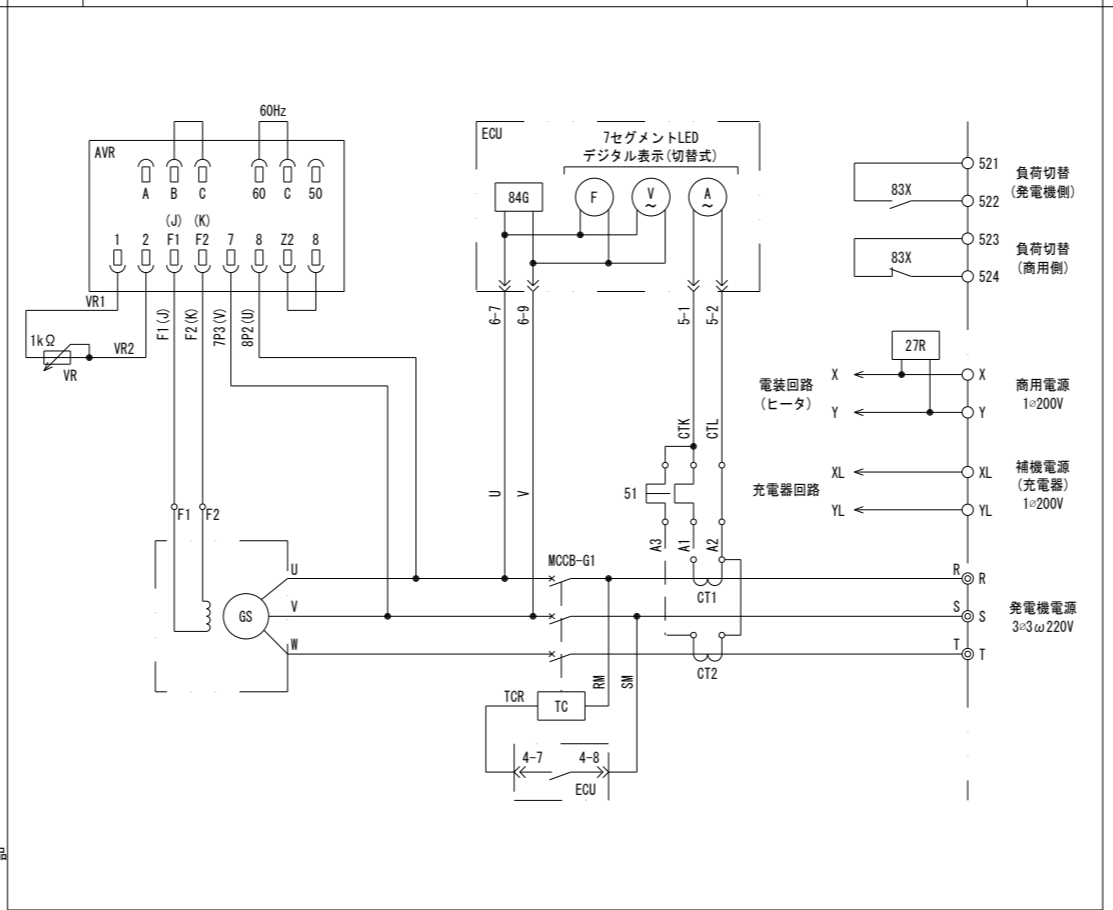 60Hz
AVR
A
B
C
60
C
50
(J)
(K)
1
2
F1
F2
7
8
Z2
8
VR1
1kΩ
VR2
VR
F1(J)
F2(K)
7P3(V)
8P2(U)
ECU
7セグメントLED
デジタル表示(切替式)
84G
F
V
~
A
~
6-7
6-9
5-1
5-2
U
V
CTK
CTL
51
A3
A1
A2
83X
521
522
負荷切替
(発電機側)
83X
523
524
負荷切替
(商用側)
27R
電装回路
(ヒータ)
X
Y
X
Y
商用電源
1⌀200V
充電器回路
XL
YL
XL
YL
補機電源
(充電器)
1⌀200V
F1
F2
GS
U
V
W
MCCB-G1
CT1
CT2
R
R
S
S
T
T
発電機電源
3⌀3ω220V
TCR
TC
RM
SM
4-7
4-8
ECU